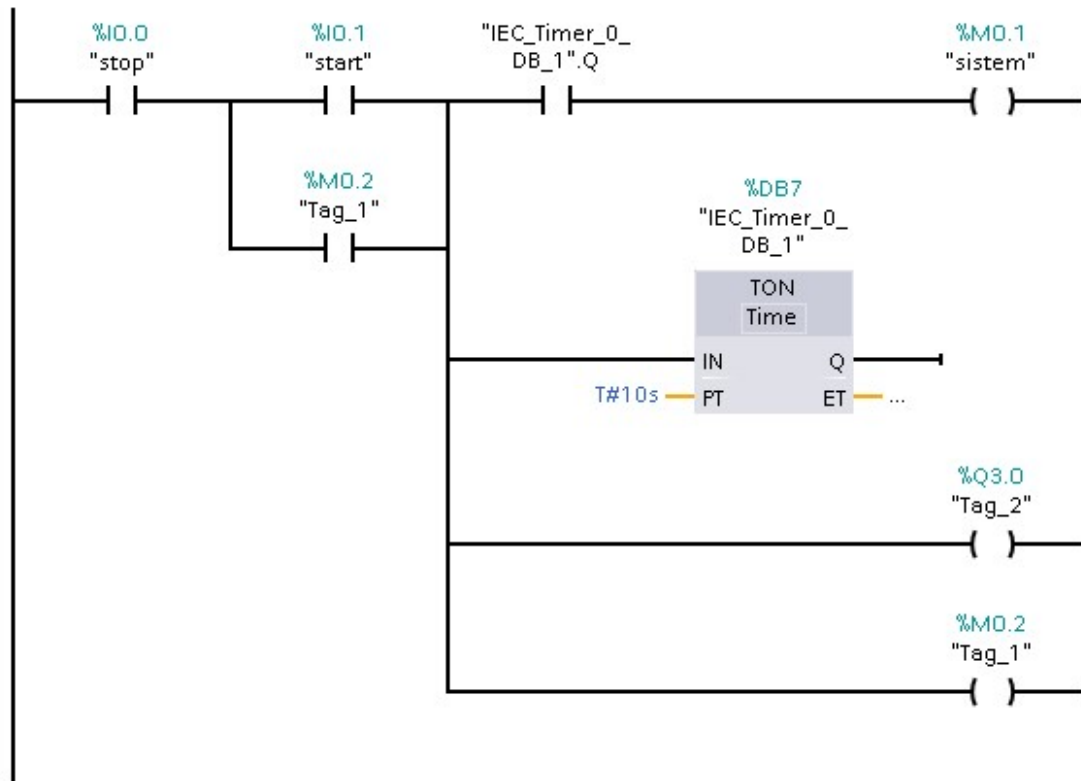 %I0.0
"stop"
%I0.1
"start"
"IEC_Timer_0_
DB_1".Q
%M0.1
"sistem"
%M0.2
"Tag_1"
%DB7
"IEC_Timer_0_
DB_1"
TON
Time
IN
Q
T#10s
PT
ET
...
%Q3.0
"Tag_2"
%M0.2
"Tag_1"